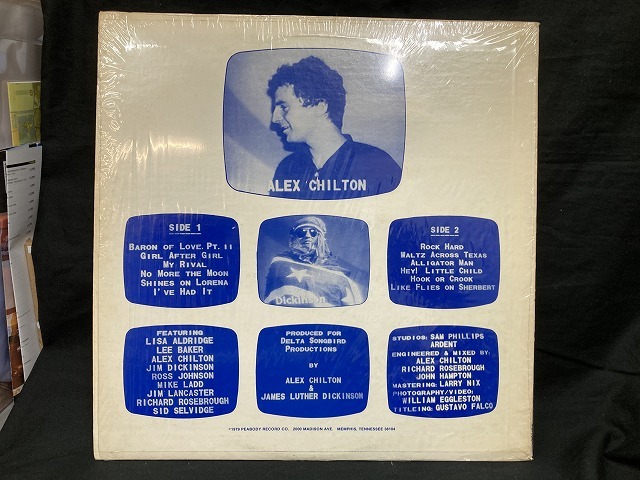 ALEX CHILTON
SIDE 1
BARON OF LOVE, PT. II
GIRL AFTER GIRL
MY RIVAL
NO MORE THE MOON
SHINES ON LORENA
I'VE HAD IT
Dickinson
SIDE 2
ROCK HARD
WALTZ ACROSS TEXAS
ALLIGATOR MAN
HEY! LITTLE CHILD
HOOK OR CROOK
LIKE FLIES ON SHERBERT
FEATURING
LISA ALDRIDGE
LEE BAKER
ALEX CHILTON
JIM DICKINSON
ROSS JOHNSON
MIKE LADD
JIM LANCASTER
RICHARD ROSEBROUGH
SID SELVIDGE
PRODUCED FOR
DELTA SONGBIRD
PRODUCTIONS
BY
ALEX CHILTON
&
JAMES LUTHER DICKINSON
STUDIOS: SAM PHILLIPS
ARDENT
ENGINEERED & MIXED BY:
ALEX CHILTON
RICHARD ROSEBROUGH
JOHN HAMPTON
MASTERING: LARRY NIX
PHOTOGRAPHY/VIDEO:
WILLIAM EGGLESTON
TITLEING: GUSTAVO FALCO
©1979 PEABODY RECORD CO. 2000 MADISON AVE. MEMPHIS, TENNESSEE 38104